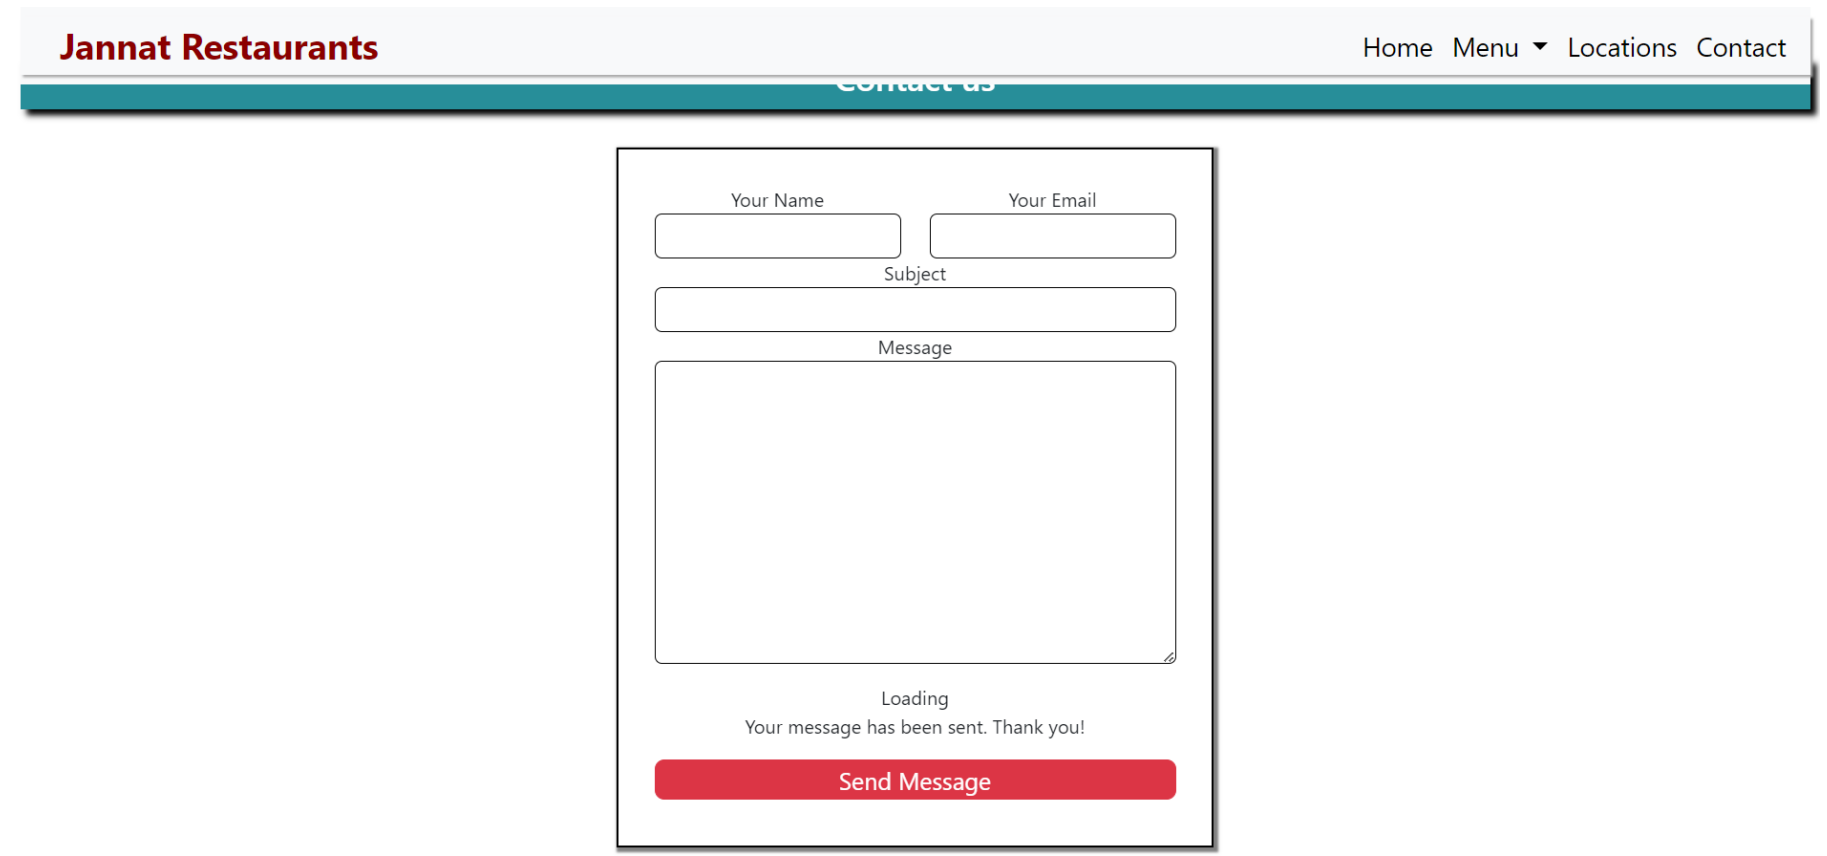 Jannat Restaurants
Home Menu Locations Contact
Contact us
Your Name Your Email
Subject
Message
Loading
Your message has been sent. Thank you!
Send Message